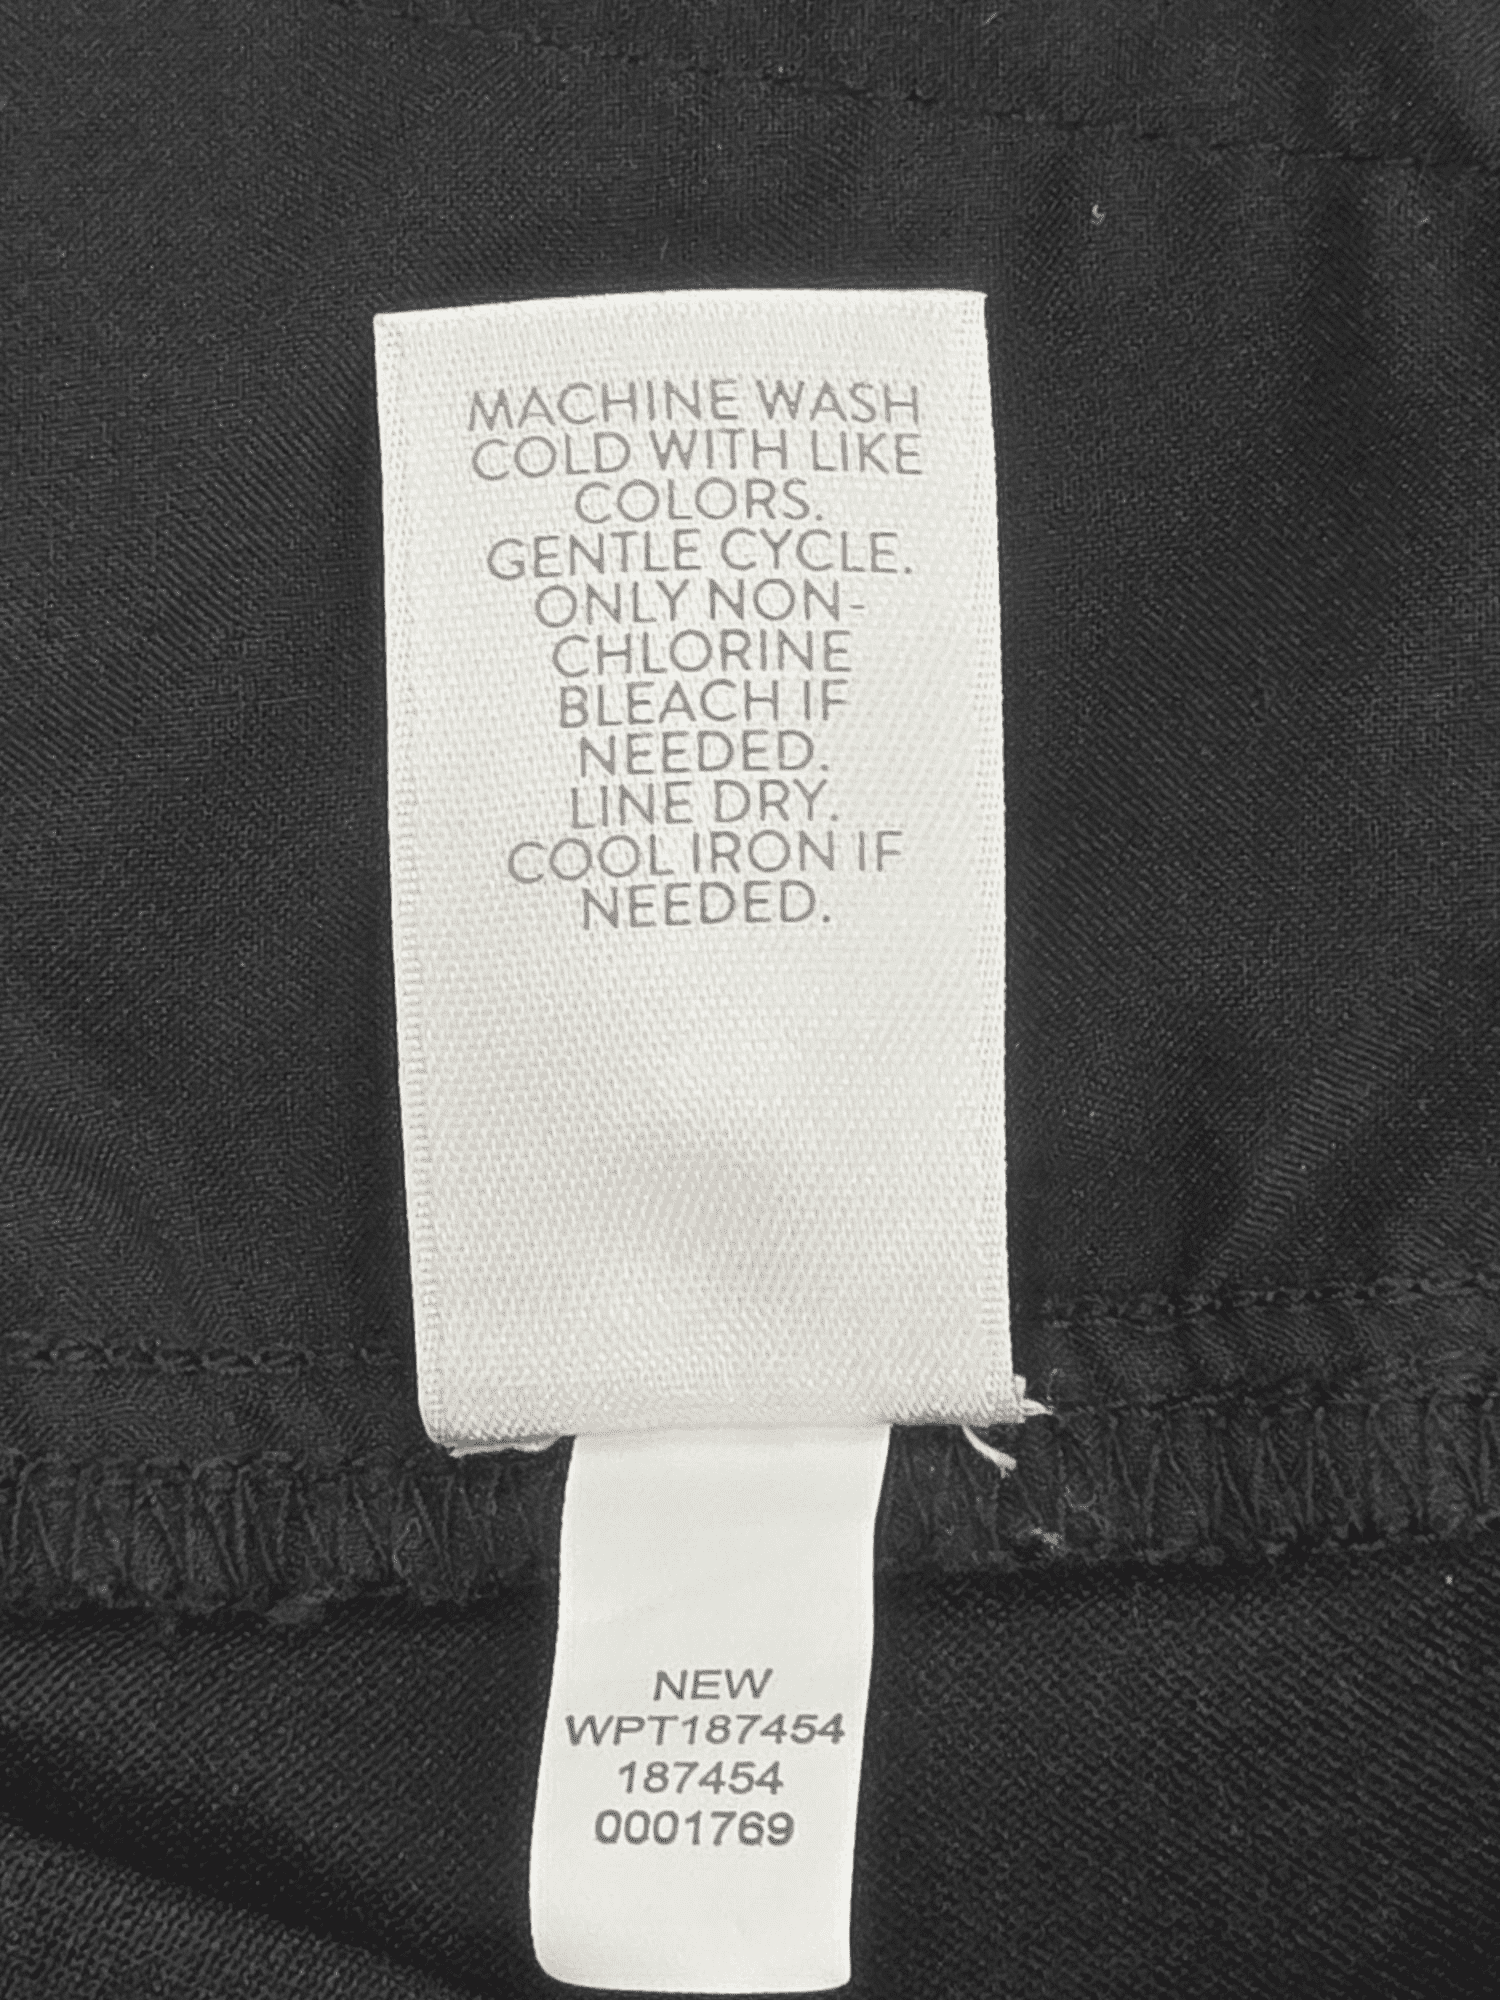 MACHINE WASH
COLD WITH LIKE
COLORS.
GENTLE CYCLE.
ONLY NON-
CHLORINE
BLEACH IF
NEEDED.
LINE DRY.
COOL IRON IF
NEEDED.
NEW
WPT187454
187454
0001769